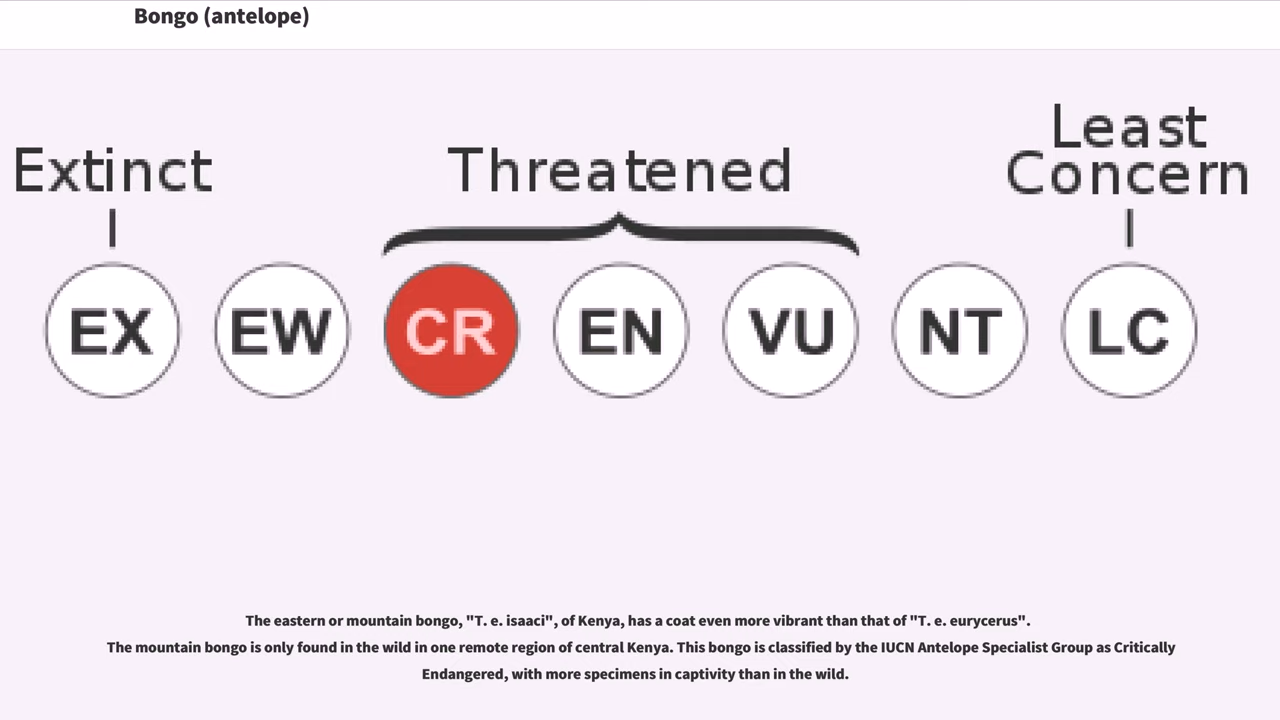 Bongo (antelope)
Least
Extinct Threatened Concern
EX EW CR EN VU NT LC
The eastern or mountain bongo, "T. e. isaaci", of Kenya, has a coat even more vibrant than that of "T. e. eurycerus".
The mountain bongo is only found in the wild in one remote region of central Kenya. This bongo is classified by the IUCN Antelope Specialist Group as Critically
Endangered, with more specimens in captivity than in the wild.